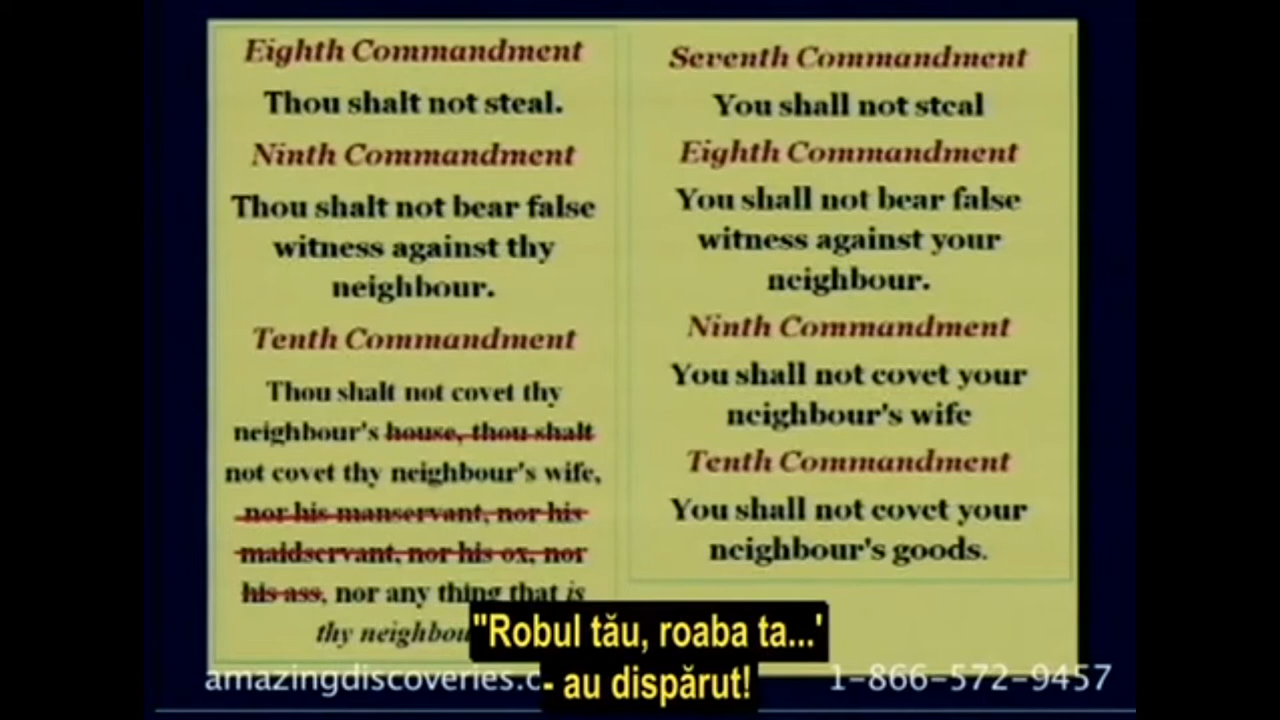 Eighth Commandment
Thou shalt not steal.
Ninth Commandment
Thou shalt not bear false
witness against thy
neighbour.
Tenth Commandment
Thou shalt not covet thy
neighbour's house, thou shalt
not covet thy neighbour's wife,
nor his manservant, nor his
maidservant, nor his ox, nor
his ass, nor any thing that is
thy
Seventh Commandment
You shall not steal
Eighth Commandment
You shall not bear false
witness against your
neighbour.
Ninth Commandment
You shall not covet your
neighbour's wife
Tenth Commandment
You shall not covet your
neighbour's goods.
"Robul tău, roaba ta...'
- au dispărut!
amazingdiscoveries.
1-866-572-9457